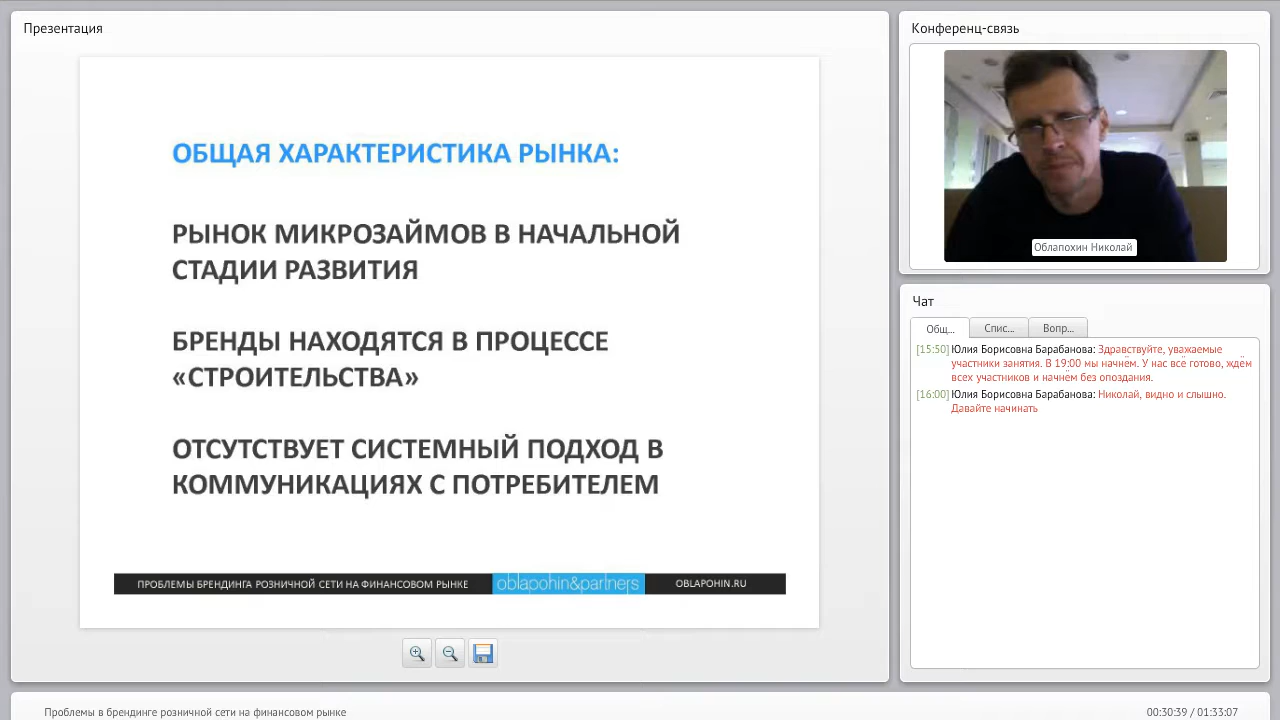 Презентация
ОБЩАЯ ХАРАКТЕРИСТИКА РЫНКА:
РЫНОК МИКРОЗАЙМОВ В НАЧАЛЬНОЙ
СТАДИИ РАЗВИТИЯ
БРЕНДЫ НАХОДЯТСЯ В ПРОЦЕССЕ
«СТРОИТЕЛЬСТВА»
ОТСУТСТВУЕТ СИСТЕМНЫЙ ПОДХОД В
КОММУНИКАЦИЯХ С ПОТРЕБИТЕЛЕМ
ПРОБЛЕМЫ БРЕНДИНГА РОЗНИЧНОЙ СЕТИ НА ФИНАНСОВОМ РЫНКЕ
oblapohin&partners
OBLAPOHIN.RU
Конференц-связь
Облапохин Николай
Чат
Общ...
Спис...
Вопр...
[15:50] Юлия Борисовна Барабанова: Здравствуйте, уважаемые
участники занятия. В 19:00 мы начнём. У нас всё готово, ждём
всех участников и начнём без опоздания.
[16:00] Юлия Борисовна Барабанова: Николай, видно и слышно.
Давайте начинать
Проблемы в брендинге розничной сети на финансовом рынке
00:30:39 / 01:33:07